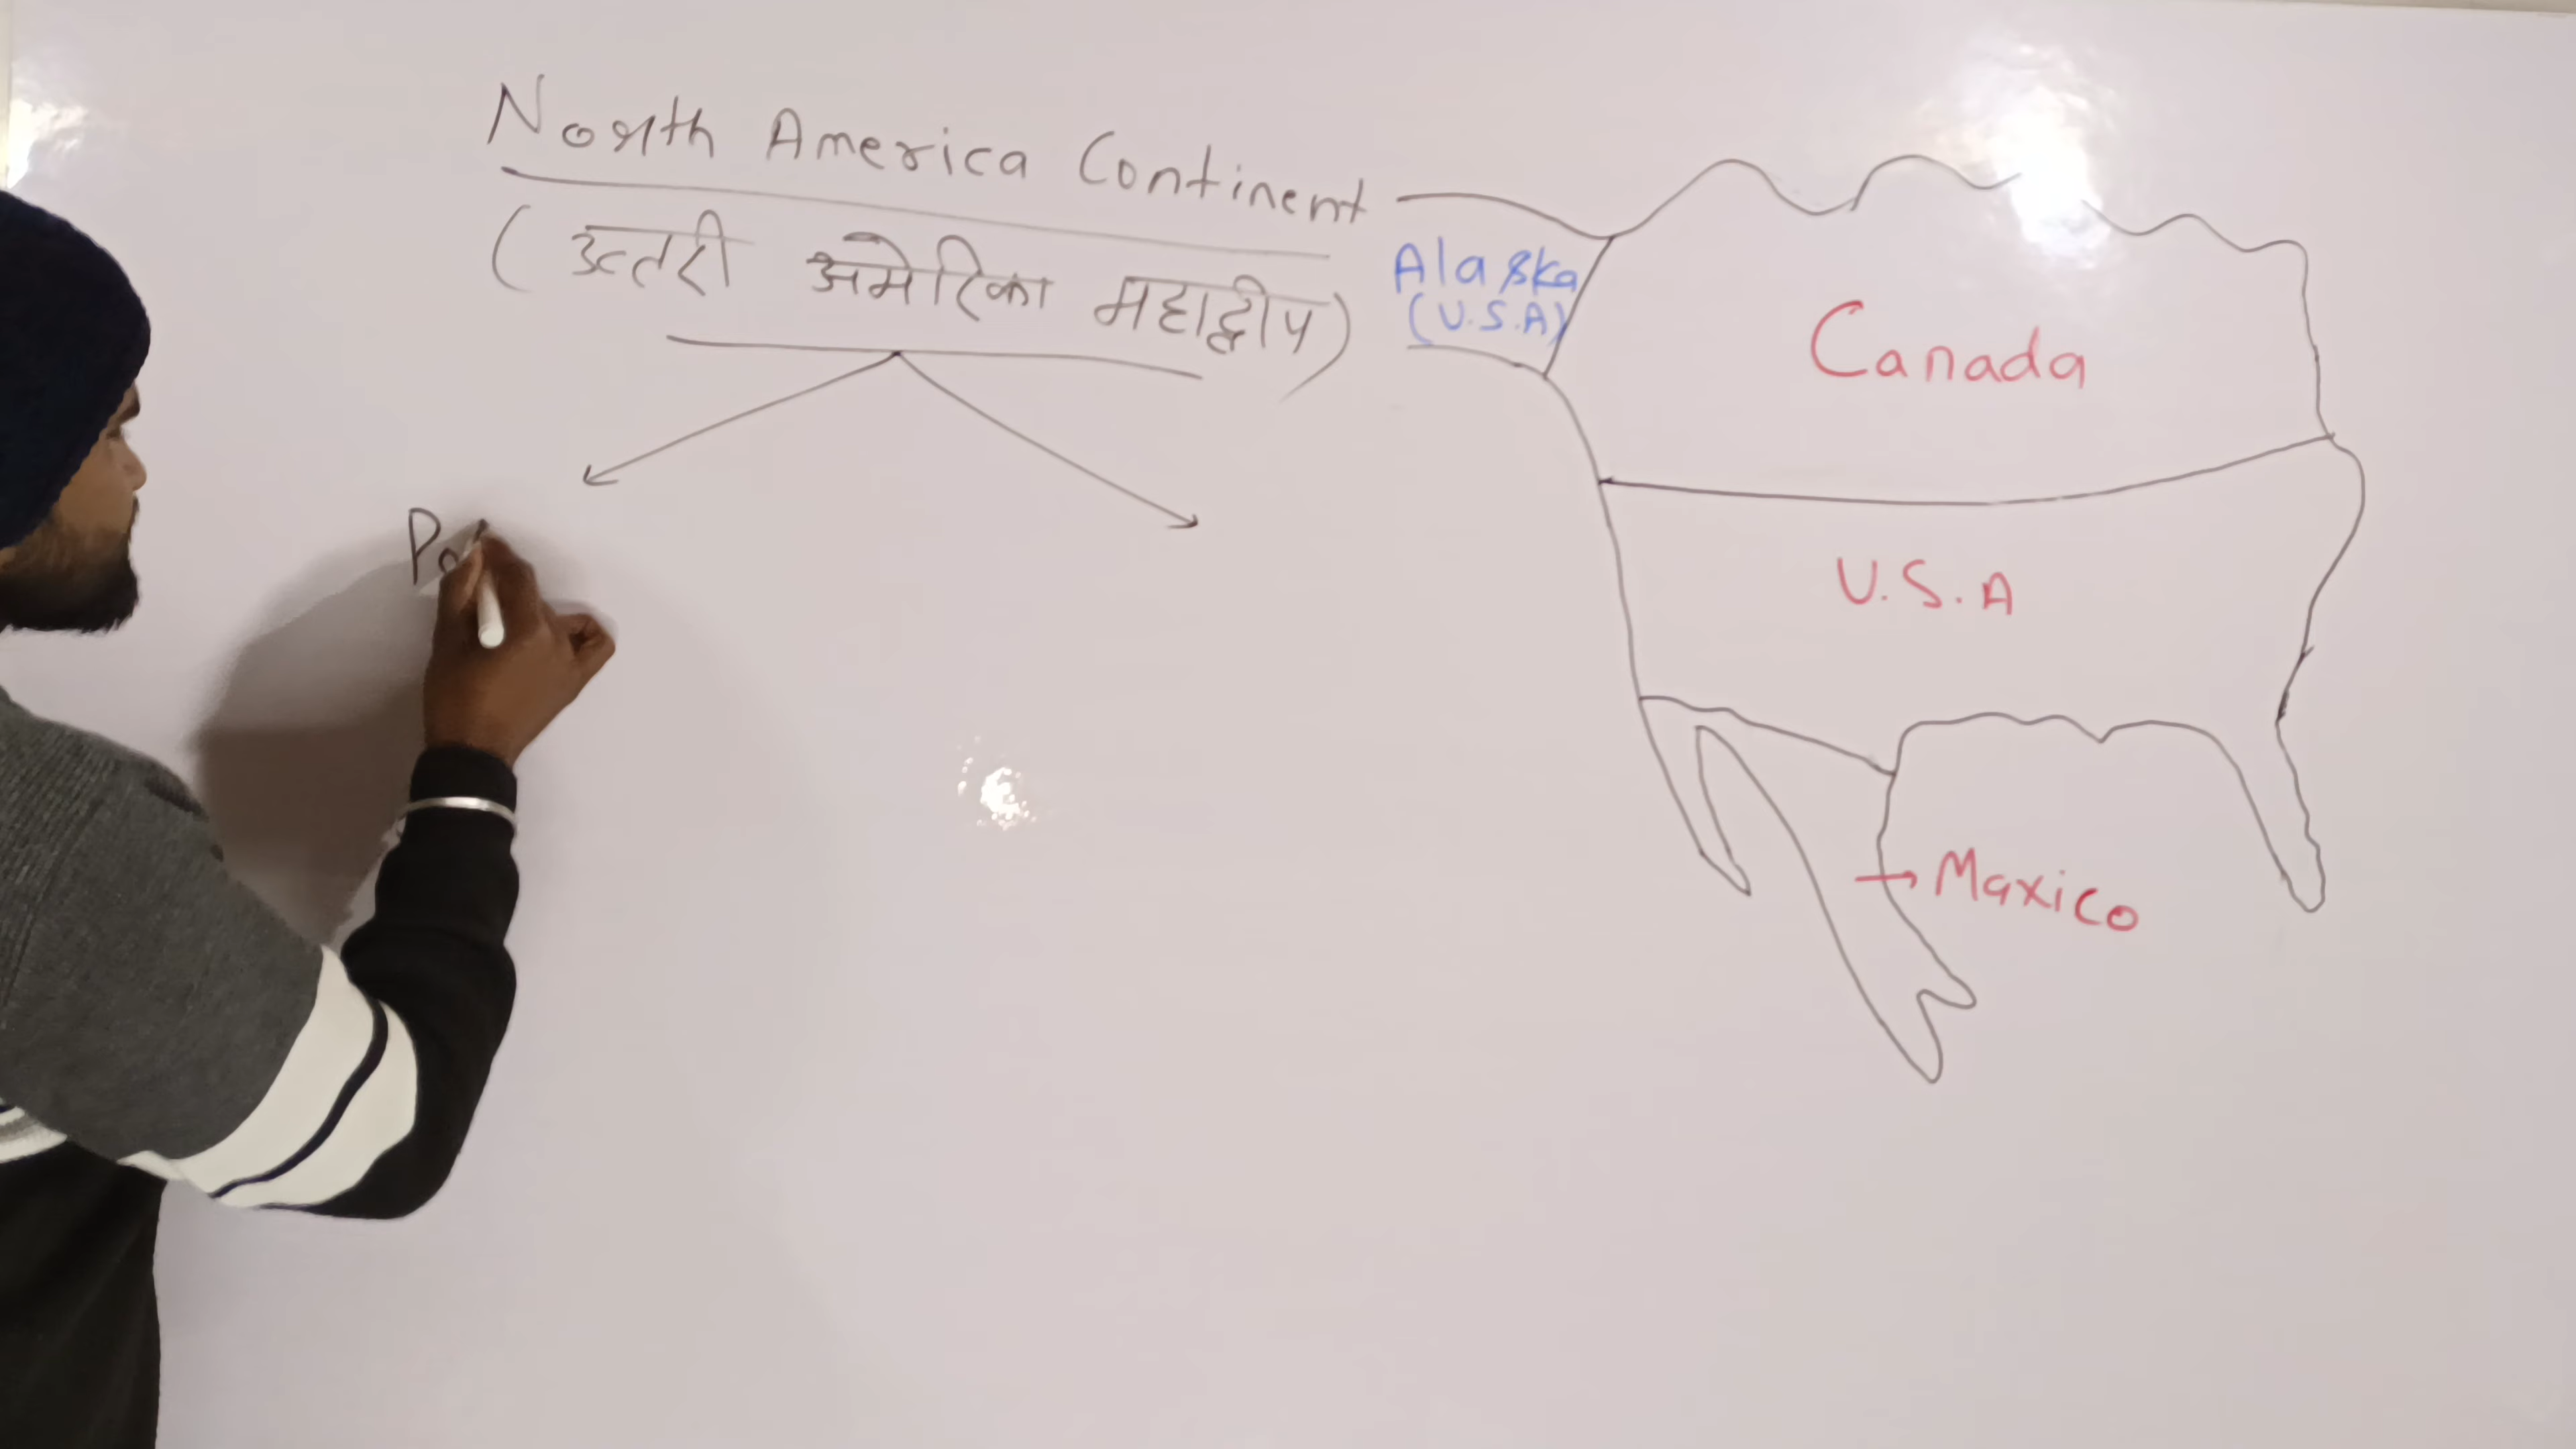 North America Continent
(उत्तरी अमेरिका महाद्वीप)
Alaska
(U.S.A)
Canada
U.S.A
→ Maxico